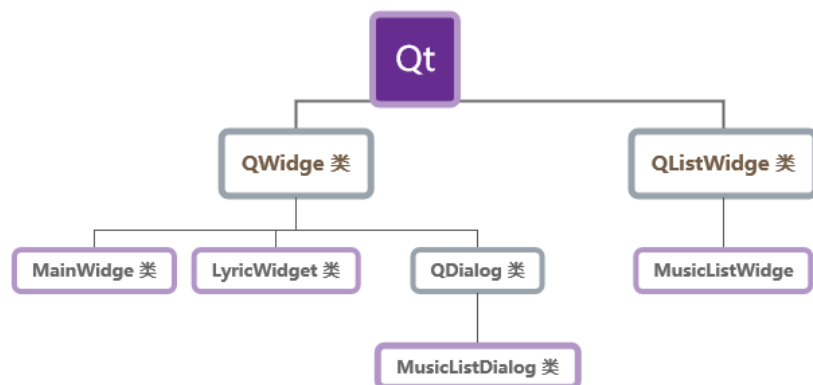 Qt
QWidge 类
QListWidge 类
MainWidge 类
LyricWidget 类
QDialog 类
MusicListWidge
MusicListDialog 类